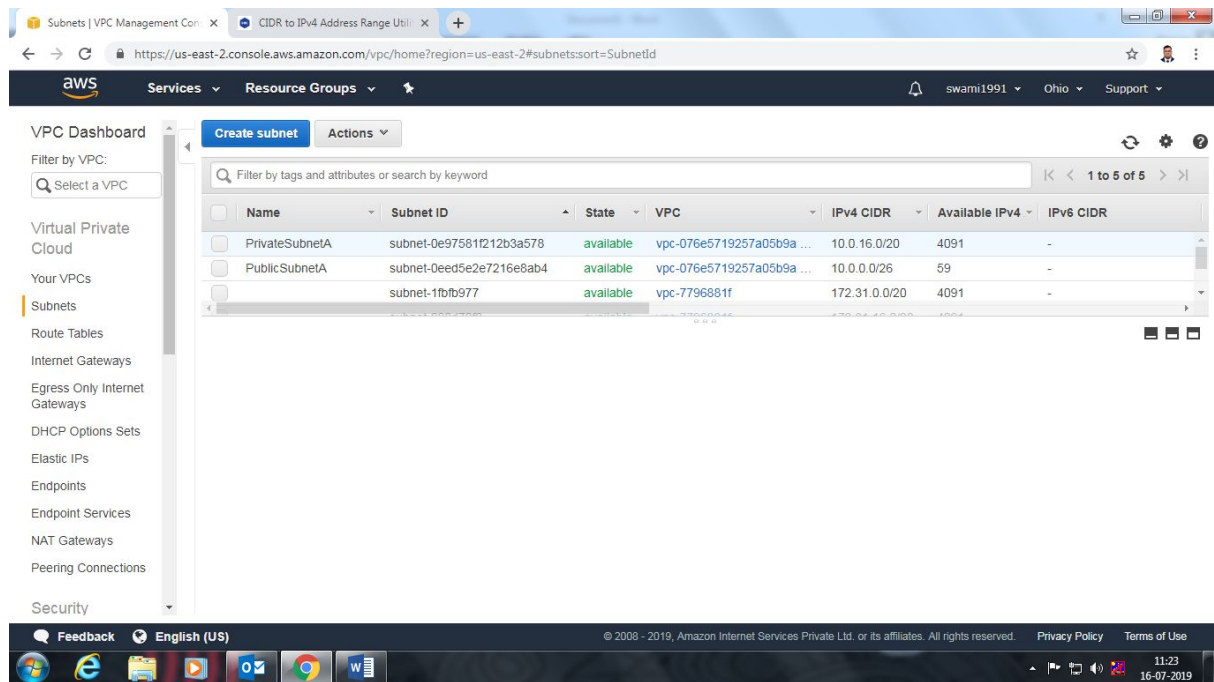 Subnets | VPC Management Con
CIDR to IPv4 Address Range Utili
https://us-east-2.console.aws.amazon.com/vpc/home?region=us-east-2#subnets:sort=SubnetId
aws Services Resource Groups swami1991 Ohio Support
VPC Dashboard
Filter by VPC:
Select a VPC
Virtual Private
Cloud
Your VPCs
Subnets
Route Tables
Internet Gateways
Egress Only Internet
Gateways
DHCP Options Sets
Elastic IPs
Endpoints
Endpoint Services
NAT Gateways
Peering Connections
Security
Create subnet Actions
Filter by tags and attributes or search by keyword 1 to 5 of 5
Name Subnet ID State VPC IPv4 CIDR Available IPv4 IPv6 CIDR
PrivateSubnetA subnet-0e97581f212b3a578 available vpc-076e5719257a05b9a ... 10.0.16.0/20 4091 -
PublicSubnetA subnet-0eed5e2e7216e8ab4 available vpc-076e5719257a05b9a ... 10.0.0.0/26 59 -
subnet-1fbfb977 available vpc-7796881f 172.31.0.0/20 4091 -
Feedback English (US) © 2008 - 2019, Amazon Internet Services Private Ltd. or its affiliates. All rights reserved. Privacy Policy Terms of Use
11:23
16-07-2019